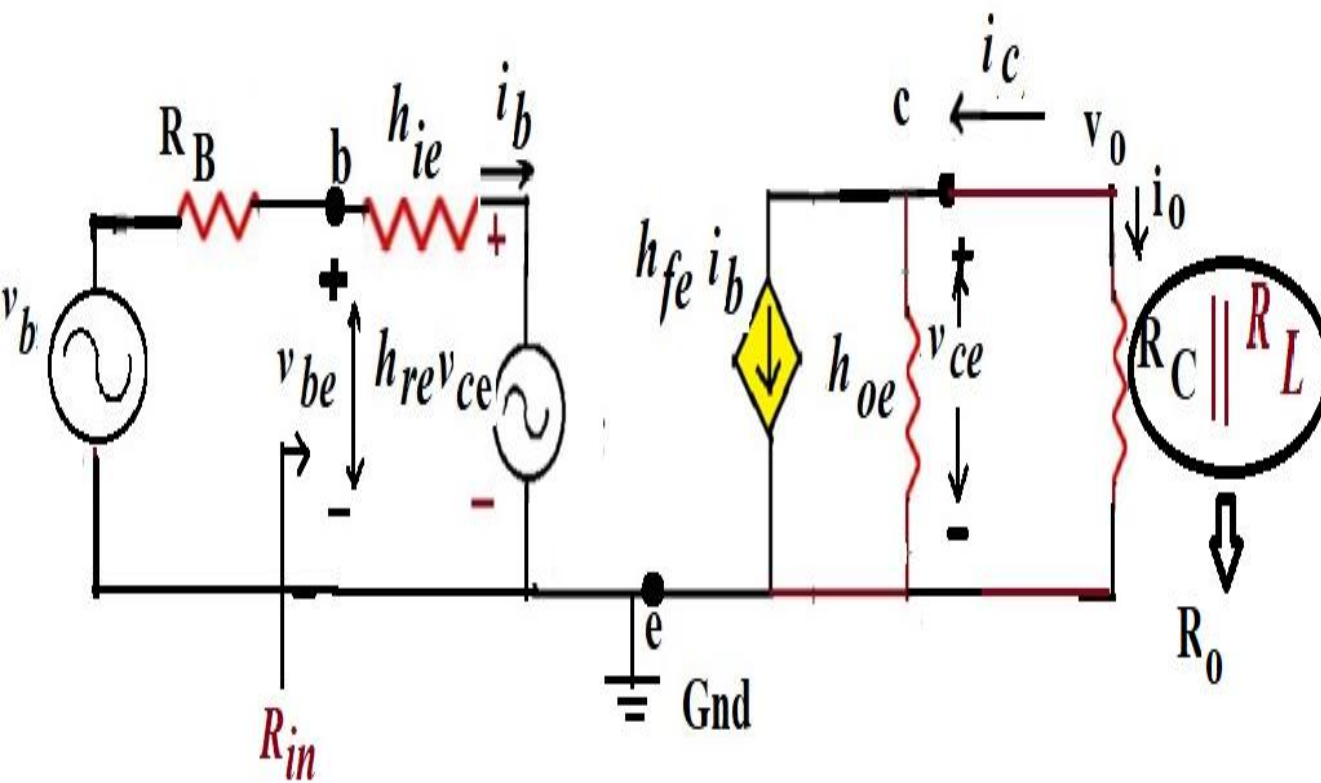 R_B
b
h_ie
i_b
+
c
i_c
v_0
i_0
v_b
+
v_be
-
h_re v_ce
-
h_fe i_b
h_oe
+
v_ce
-
R_C || R_L
R_0
e
Gnd
R_in